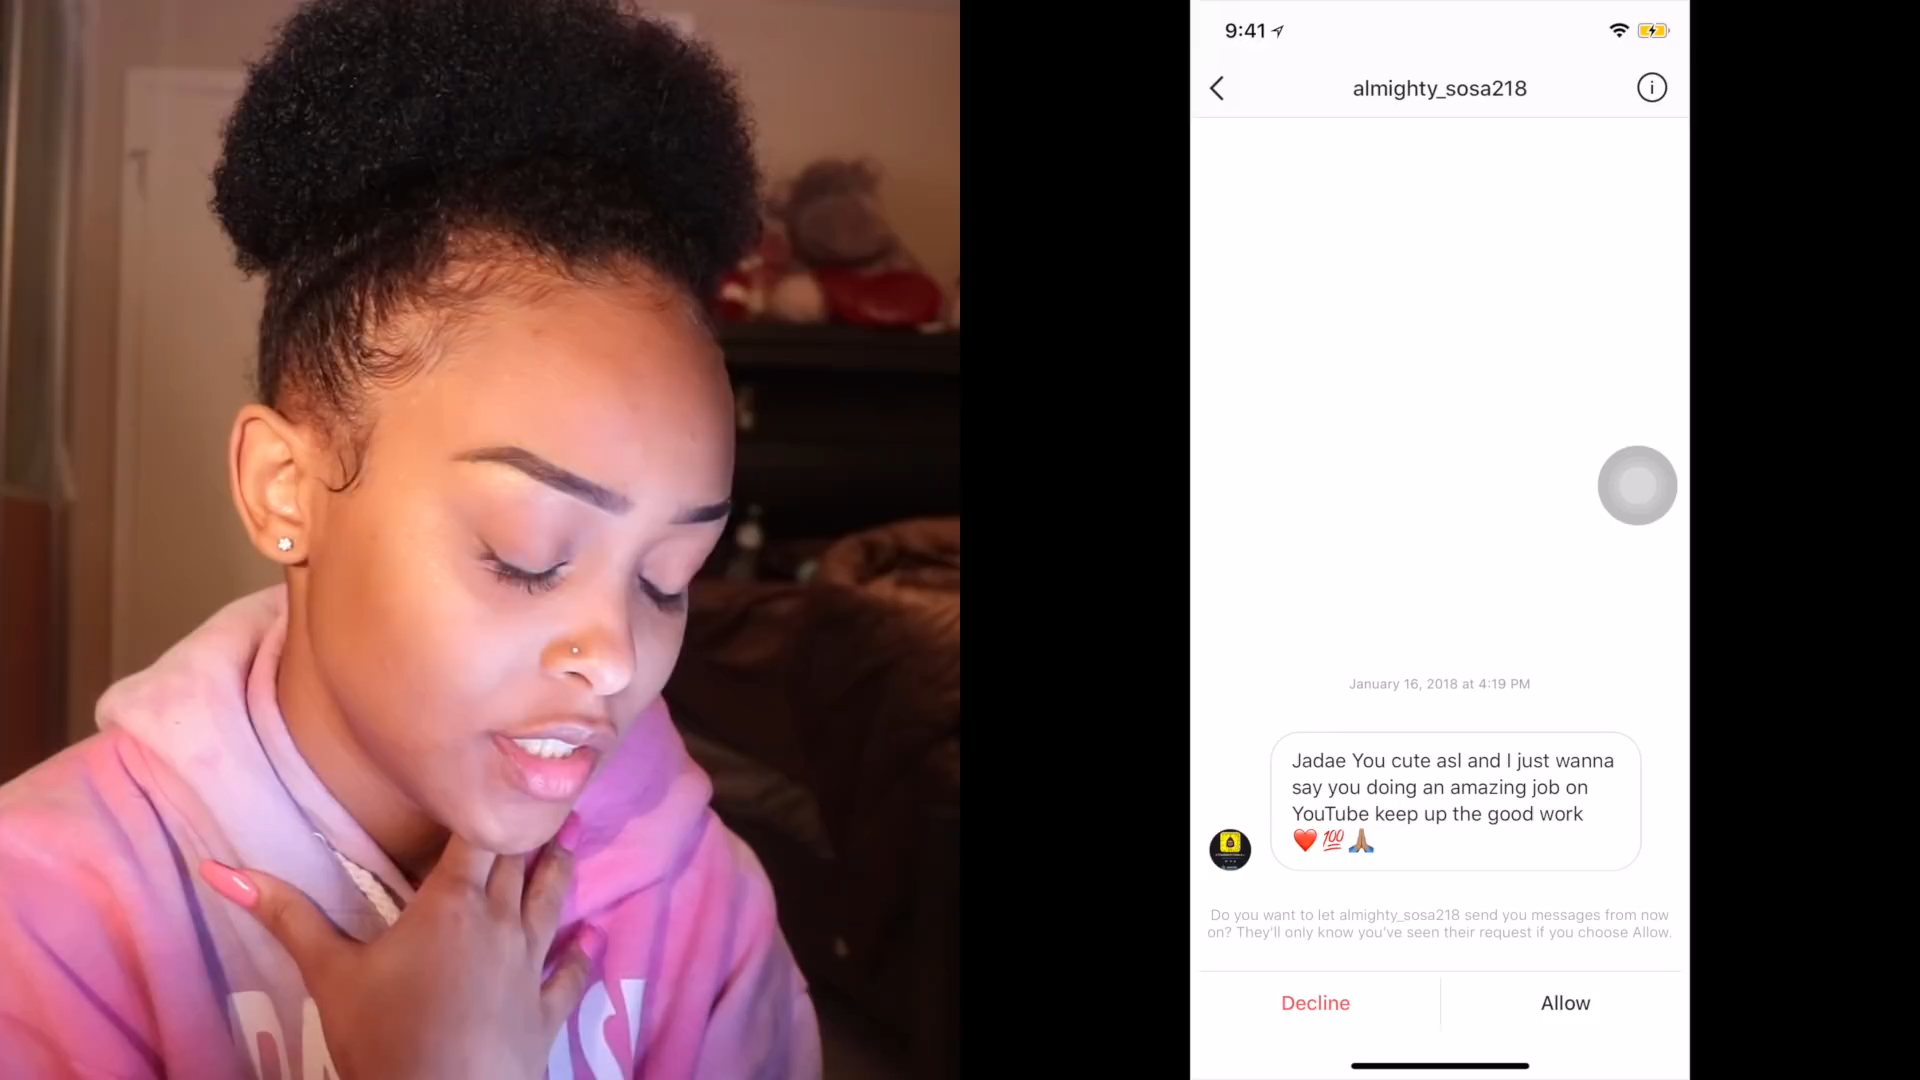 9:41
almighty_sosa218
January 16, 2018 at 4:19 PM
Jadae You cute asl and I just wanna
say you doing an amazing job on
YouTube keep up the good work
❤️💯🙏🏽
Do you want to let almighty_sosa218 send you messages from now
on? They'll only know you've seen their request if you choose Allow.
Decline
Allow